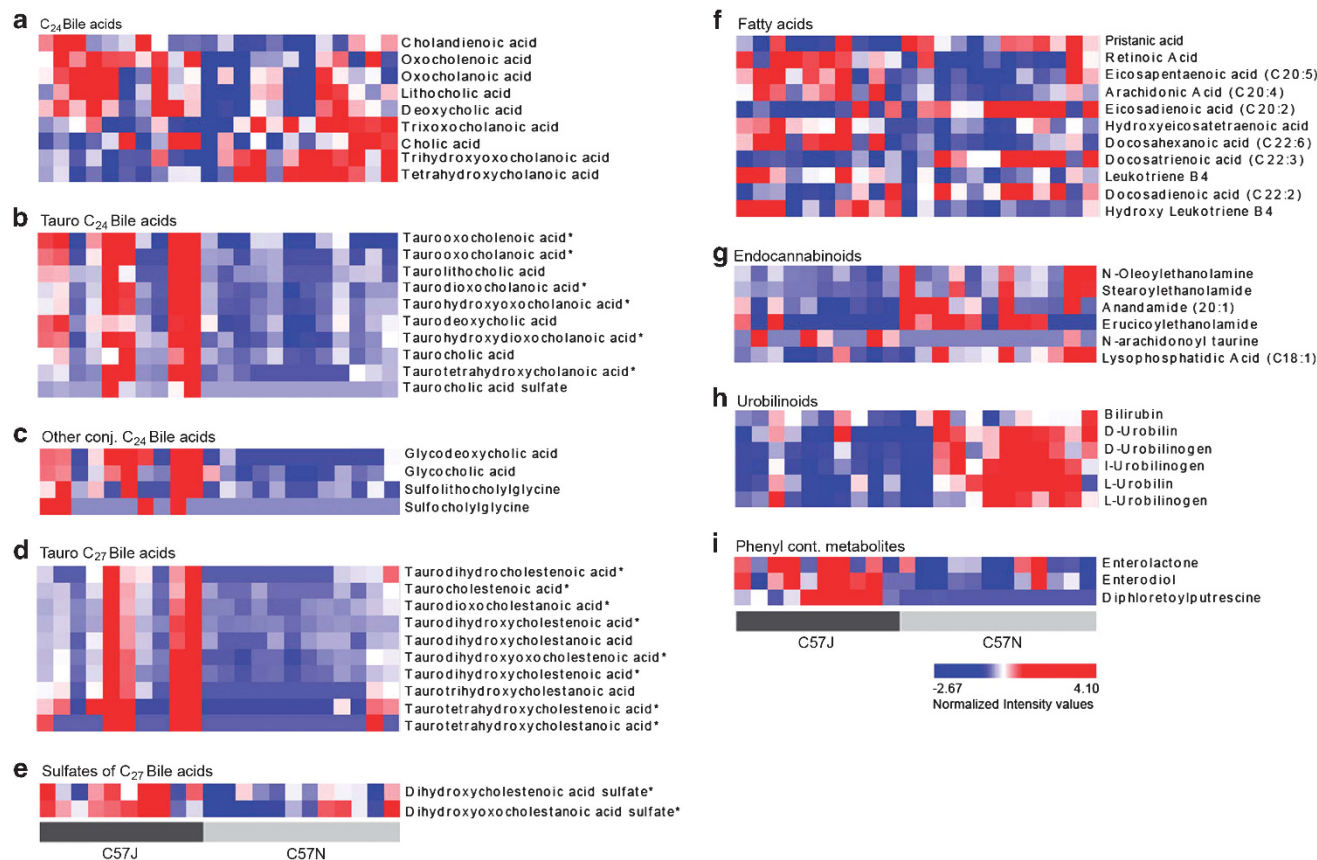 a C24 Bile acids
Cholandienoic acid
Oxocholenoic acid
Oxocholanoic acid
Lithocholic acid
Deoxycholic acid
Trixoxocholanoic acid
Cholic acid
Trihydroxyoxocholanoic acid
Tetrahydroxycholanoic acid
b Tauro C24 Bile acids
Taurooxocholenoic acid*
Taurooxocholanoic acid*
Taurolithocholic acid
Taurodioxocholanoic acid*
Taurohydroxyoxocholanoic acid*
Taurodeoxycholic acid
Taurohydroxydioxocholanoic acid*
Taurocholic acid
Taurotetrahydroxycholanoic acid*
Taurocholic acid sulfate
c Other conj. C24 Bile acids
Glycodeoxycholic acid
Glycocholic acid
Sulfolithocholylglycine
Sulfocholylglycine
d Tauro C27 Bile acids
Taurodihydrocholestenoic acid*
Taurocholestenoic acid*
Taurodioxocholestanoic acid*
Taurodihydroxycholestenoic acid*
Taurodihydroxycholestanoic acid
Taurodihydroxyoxocholestenoic acid*
Taurodihydroxycholestenoic acid*
Taurotrihydroxycholestanoic acid
Taurotetrahydroxycholestenoic acid*
Taurotetrahydroxycholestanoic acid*
e Sulfates of C27 Bile acids
Dihydroxycholestenoic acid sulfate*
Dihydroxyoxocholestanoic acid sulfate*
C57J C57N
f Fatty acids
Pristanic acid
Retinoic Acid
Eicosapentaenoic acid (C20:5)
Arachidonic Acid (C20:4)
Eicosadienoic acid (C20:2)
Hydroxyeicosatetraenoic acid
Docosahexanoic acid (C22:6)
Docosatrienoic acid (C22:3)
Leukotriene B4
Docosadienoic acid (C22:2)
Hydroxy Leukotriene B4
g Endocannabinoids
N-Oleoylethanolamine
Stearoylethanolamide
Anandamide (20:1)
Erucicoylethanolamide
N-arachidonoyl taurine
Lysophosphatidic Acid (C18:1)
h Urobilinoids
Bilirubin
D-Urobilin
D-Urobilinogen
I-Urobilinogen
L-Urobilin
L-Urobilinogen
i Phenyl cont. metabolites
Enterolactone
Enterodiol
Diphloretoylputrescine
C57J C57N
-2.67 4.10
Normalized Intensity values